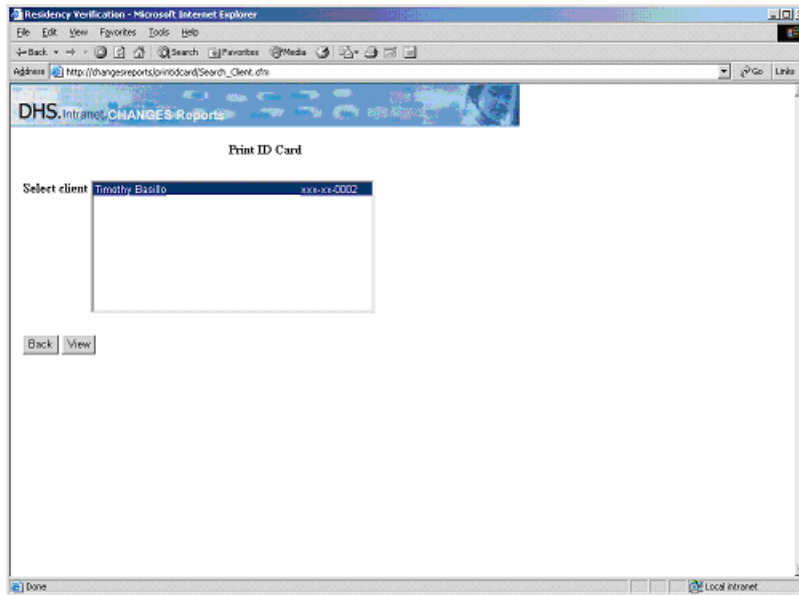 Residency Verification - Microsoft Internet Explorer
File Edit View Favorites Tools Help
Back Search Favorites Media
Address http://changesreports/printidcard/Search_Client.cfm Go Links
DHS. Intranet CHANGES Reports
Print ID Card
Select client Timothy Basillo xxx-xx-0002
Back View
Done Local intranet